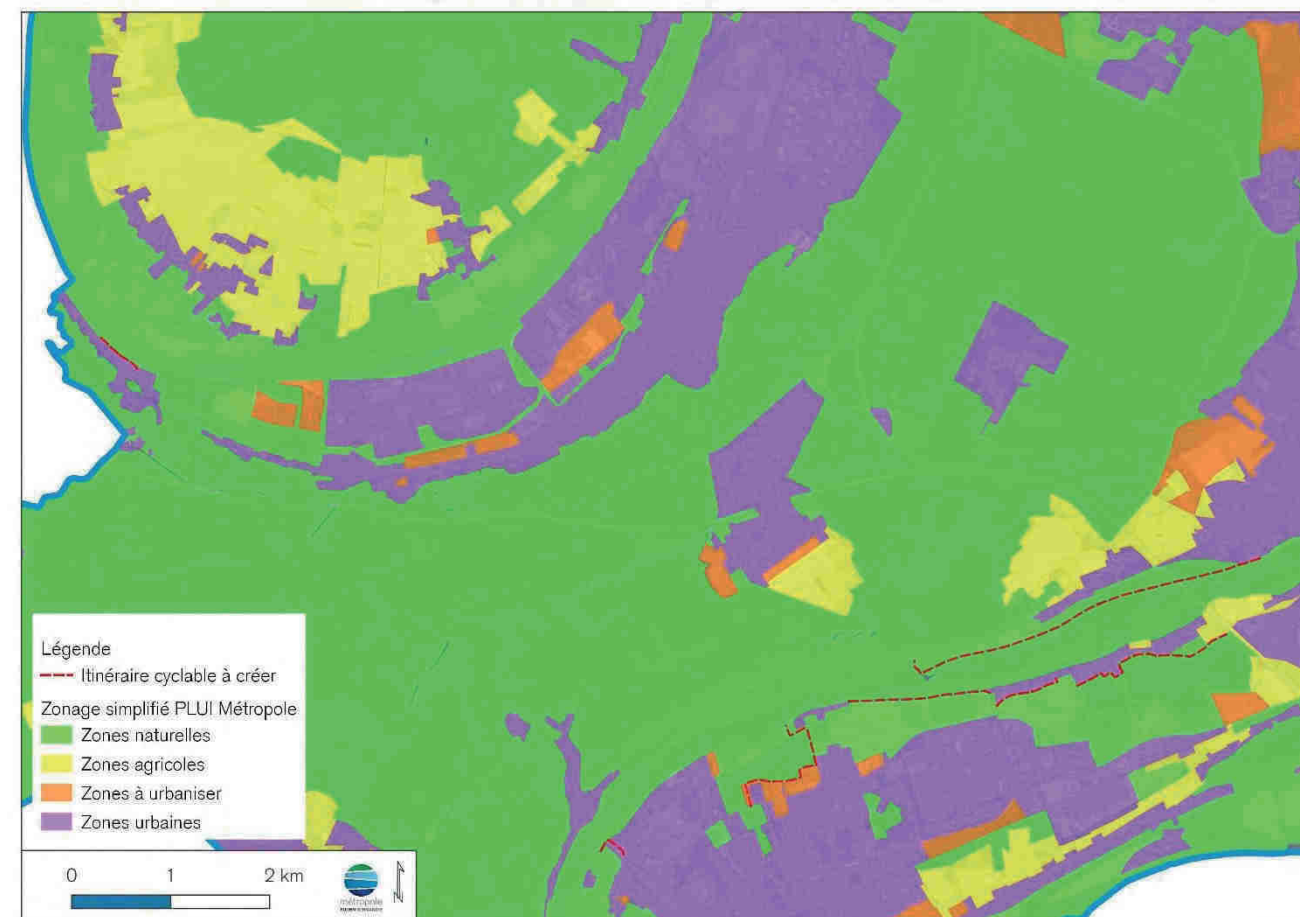 Légende
Itinéraire cyclable à créer
Zonage simplifié PLUI Métropole
Zones naturelles
Zones agricoles
Zones à urbaniser
Zones urbaines
0 1 2 km
métropole